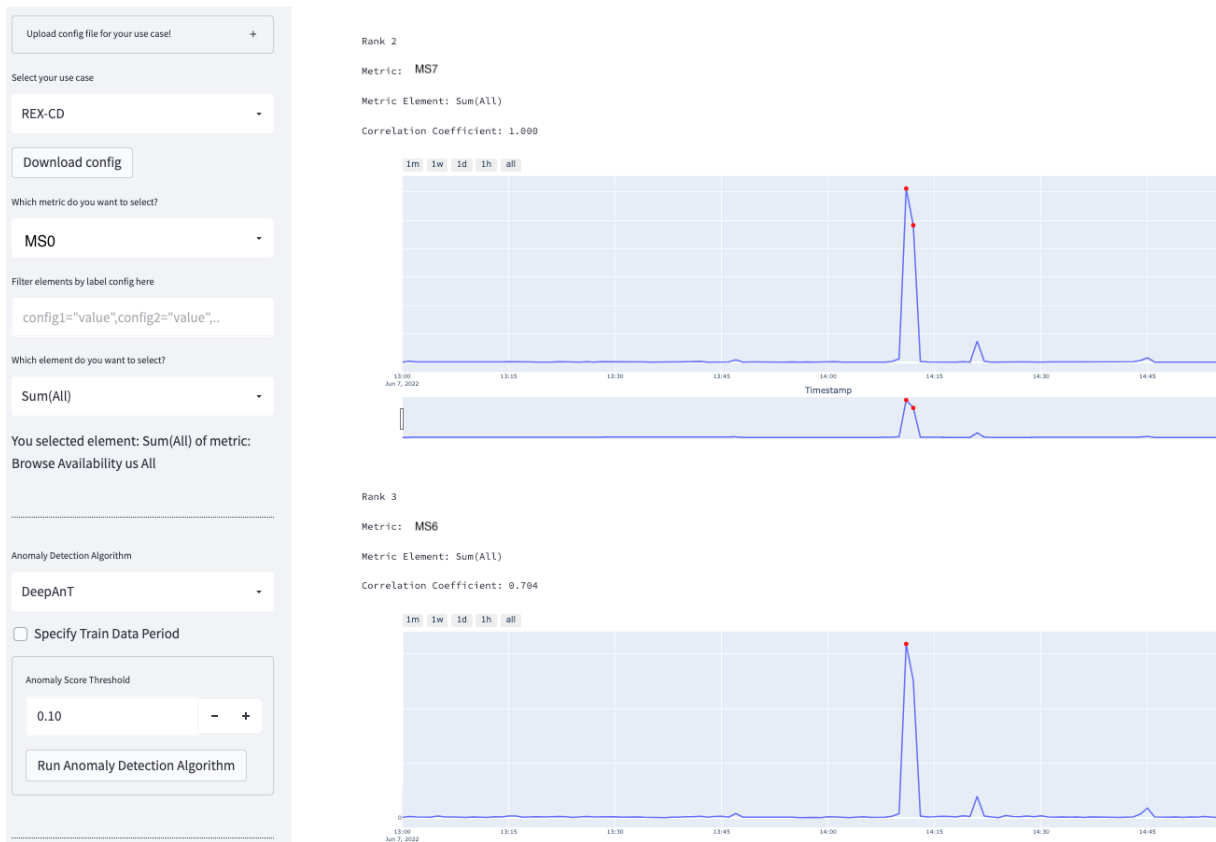 Upload config file for your use case! +
Select your use case
REX-CD
Download config
Which metric do you want to select?
MS0
Filter elements by label config here
config1="value",config2="value",..
Which element do you want to select?
Sum(All)
You selected element: Sum(All) of metric:
Browse Availability us All
Anomaly Detection Algorithm
DeepAnT
Specify Train Data Period
Anomaly Score Threshold
0.10 - +
Run Anomaly Detection Algorithm
Rank 2
Metric: MS7
Metric Element: Sum(All)
Correlation Coefficient: 1.000
1m 1w 1d 1h all
13:00 13:15 13:30 13:45 14:00 14:15 14:30 14:45
Jun 7, 2022
Timestamp
Rank 3
Metric: MS6
Metric Element: Sum(All)
Correlation Coefficient: 0.704
1m 1w 1d 1h all
0
13:00 13:15 13:30 13:45 14:00 14:15 14:30 14:45
Jun 7, 2022